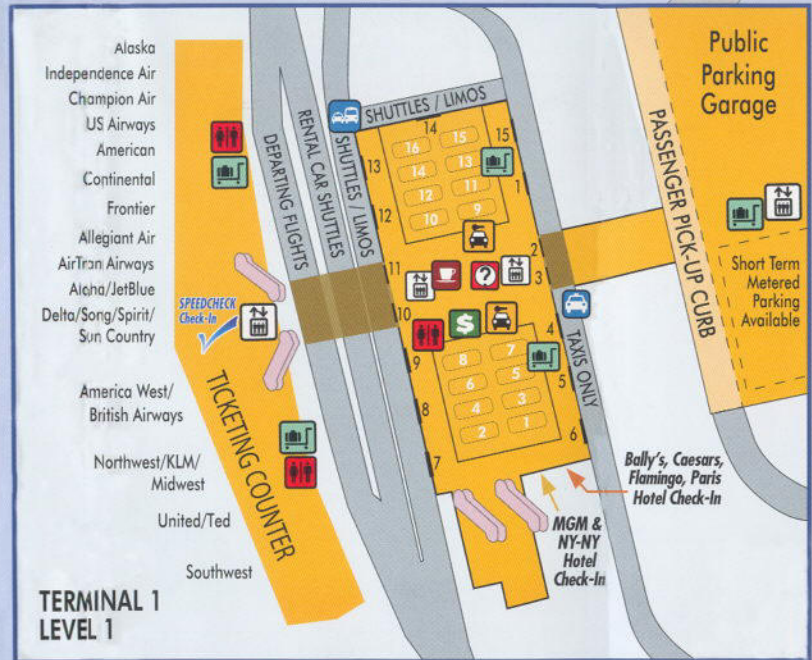 Alaska
Independence Air
Champion Air
US Airways
American
Continental
Frontier
Allegiant Air
AirTran Airways
Aloha/JetBlue
Delta/Song/Spirit/
Sun Country
America West/
British Airways
Northwest/KLM/
Midwest
United/Ted
Southwest
SPEEDCHECK
Check-In
TICKETING COUNTER
DEPARTING FLIGHTS
RENTAL CAR SHUTTLES
SHUTTLES / LIMOS
SHUTTLES / LIMOS
14
15
13
12
11
10
9
8
7
1
2
3
4
5
6
16 15
14 13
12 11
10 9
?
$
8 7
6 5
4 3
2 1
TAXIS ONLY
PASSENGER PICK-UP CURB
Public
Parking
Garage
Short Term
Metered
Parking
Available
Bally's, Caesars,
Flamingo, Paris
Hotel Check-In
MGM &
NY-NY
Hotel
Check-In
TERMINAL 1
LEVEL 1